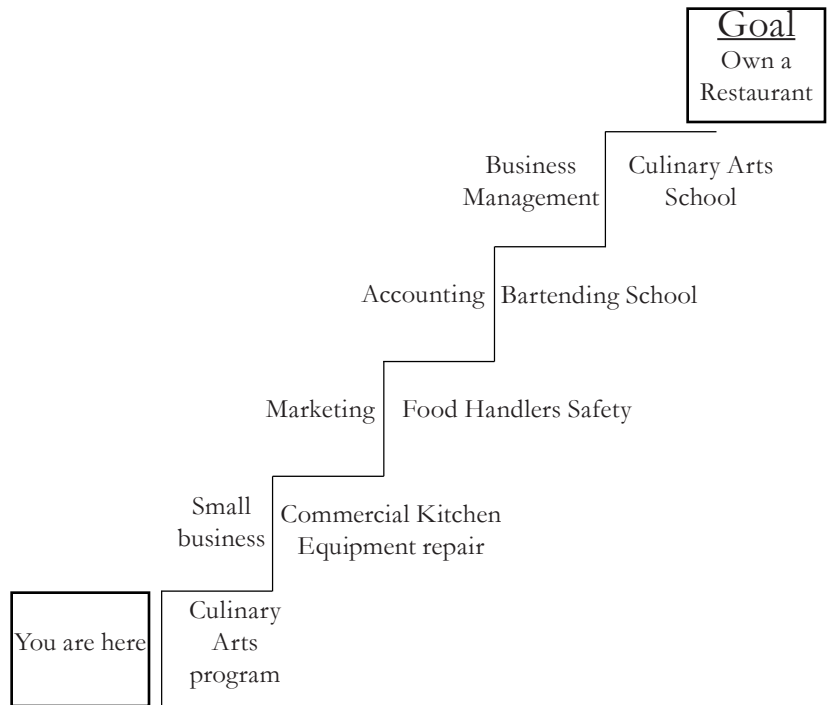 Goal
Own a
Restaurant
Business
Management
Culinary Arts
School
Accounting
Bartending School
Marketing
Food Handlers Safety
Small
business
Commercial Kitchen
Equipment repair
You are here
Culinary
Arts
program